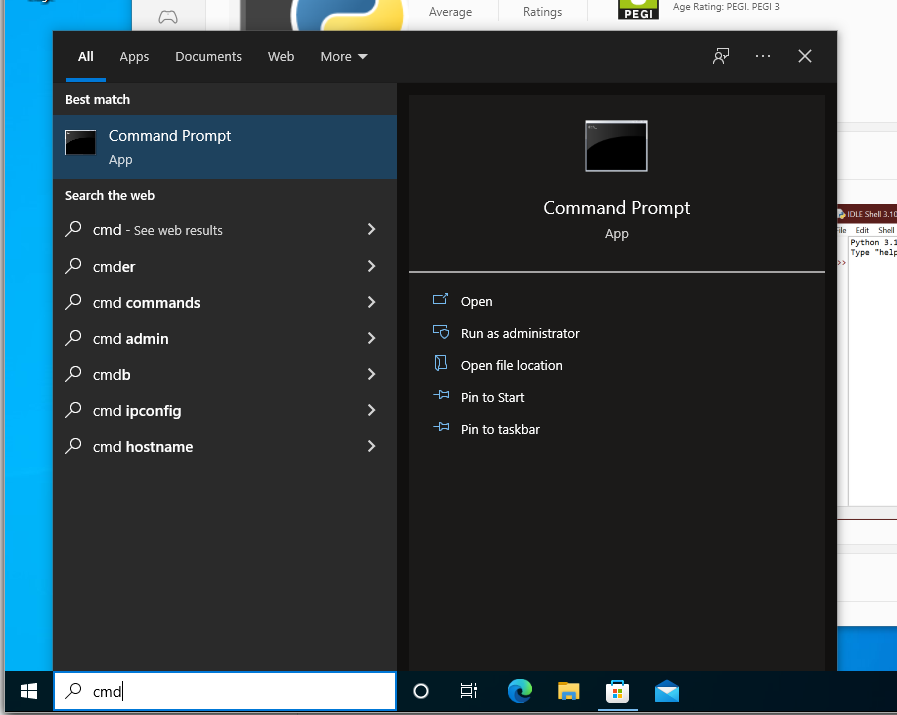 Average
Ratings
PEGI
Age Rating: PEGI. PEGI 3
All
Apps
Documents
Web
More
Best match
Command Prompt
App
Search the web
cmd - See web results
cmder
cmd commands
cmd admin
cmdb
cmd ipconfig
cmd hostname
Command Prompt
App
Open
Run as administrator
Open file location
Pin to Start
Pin to taskbar
IDLE Shell 3.10
File Edit Shell
Python 3.1
Type "help
>>
cmd